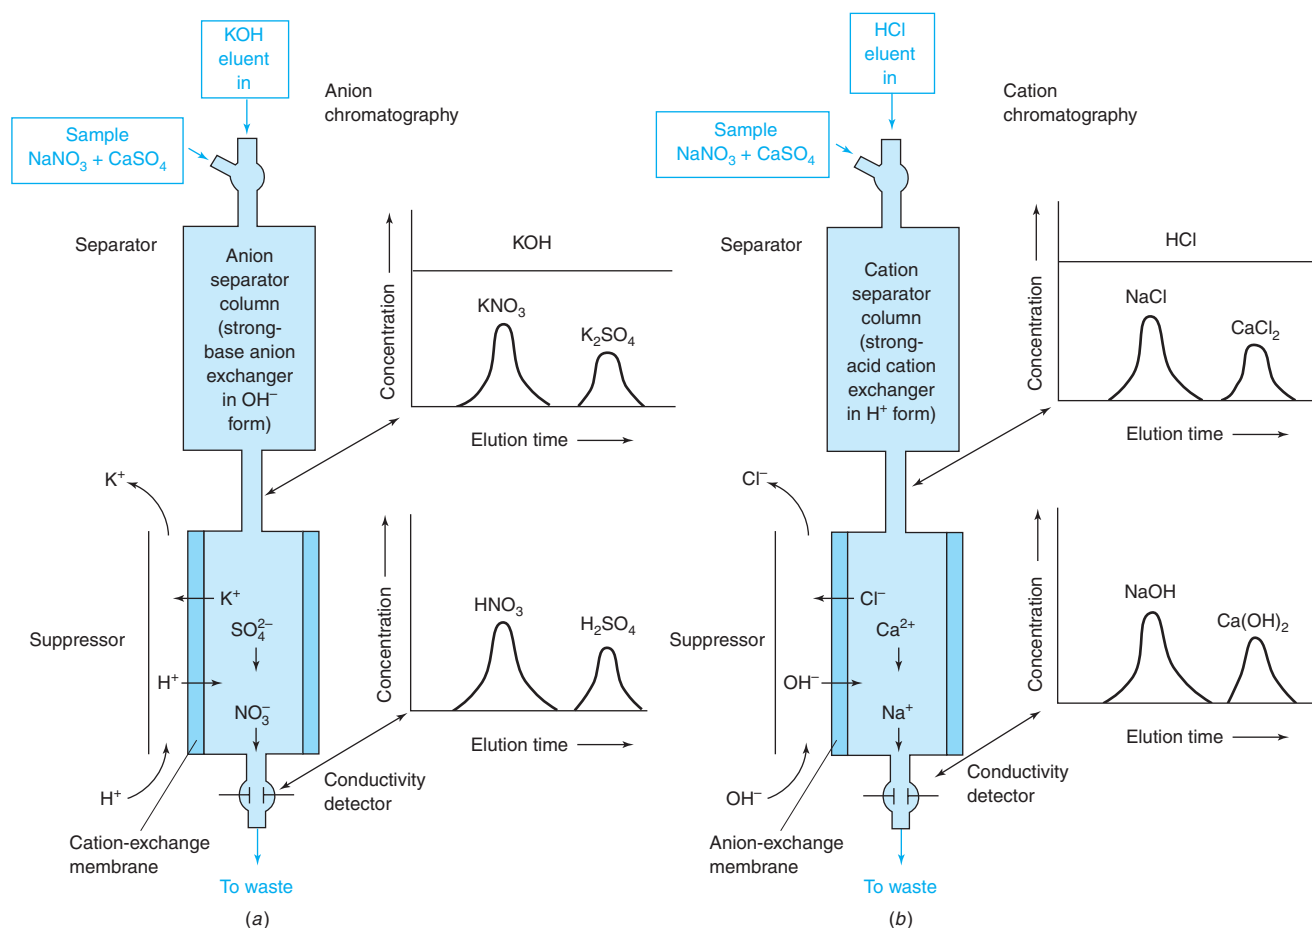 KOH
eluent
in
Anion
chromatography
Sample
NaNO₃ + CaSO₄
Separator
Anion
separator
column
(strong-
base anion
exchanger
in OH⁻
form)
Concentration
KOH
KNO₃
K₂SO₄
Elution time
K⁺
Suppressor
K⁺
SO₄²⁻
H⁺
NO₃⁻
H⁺
Concentration
HNO₃
H₂SO₄
Elution time
Conductivity
detector
Cation-exchange
membrane
To waste
(a)
HCl
eluent
in
Cation
chromatography
Sample
NaNO₃ + CaSO₄
Separator
Cation
separator
column
(strong-
acid cation
exchanger
in H⁺ form)
Concentration
HCl
NaCl
CaCl₂
Elution time
Cl⁻
Suppressor
Cl⁻
Ca²⁺
OH⁻
Na⁺
OH⁻
Concentration
NaOH
Ca(OH)₂
Elution time
Conductivity
detector
Anion-exchange
membrane
To waste
(b)